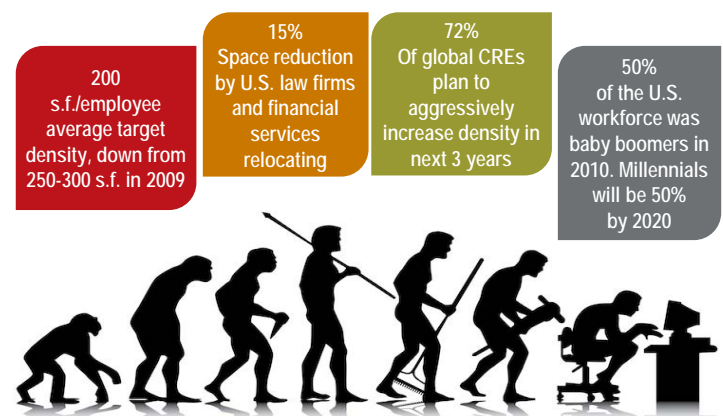 200
s.f./employee
average target
density, down from
250-300 s.f. in 2009
15%
Space reduction
by U.S. law firms
and financial
services
relocating
72%
Of global CREs
plan to
aggressively
increase density in
next 3 years
50%
of the U.S.
workforce was
baby boomers in
2010. Millennials
will be 50%
by 2020